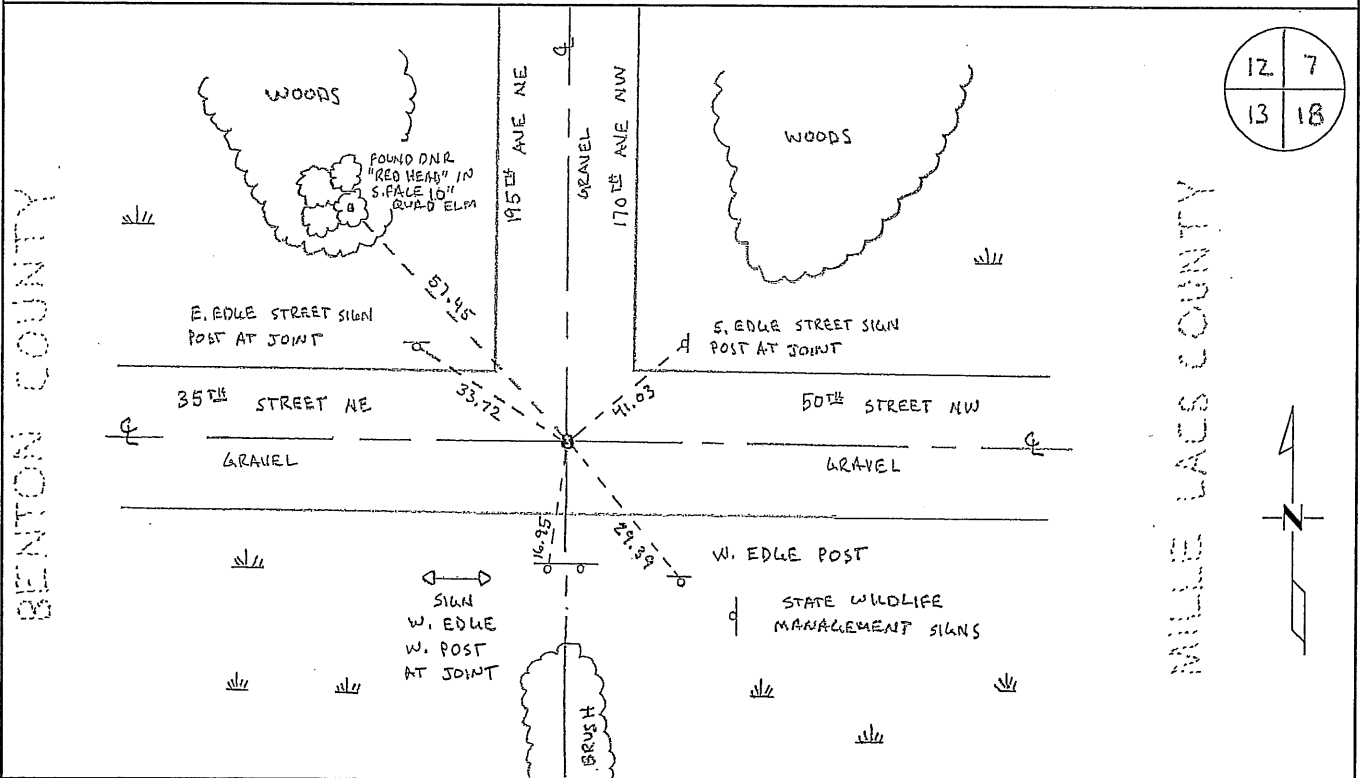 WOODS
FOUND DNR
"RED HEAD" IN
S. FACE 10"
QUAD ELM
195TH AVE NE
℄
GRAVEL
170TH AVE NW
WOODS
12 7
13 18
BENTON COUNTY
MILLE LACS COUNTY
57.45
E. EDGE STREET SIGN
POST AT JOINT
33.72
S. EDGE STREET SIGN
POST AT JOINT
41.03
35TH STREET NE
50TH STREET NW
℄
℄
GRAVEL
GRAVEL
16.95
29.39
W. EDGE POST
SIGN
W. EDGE
W. POST
AT JOINT
STATE WILDLIFE
MANAGEMENT SIGNS
N
BRUSH